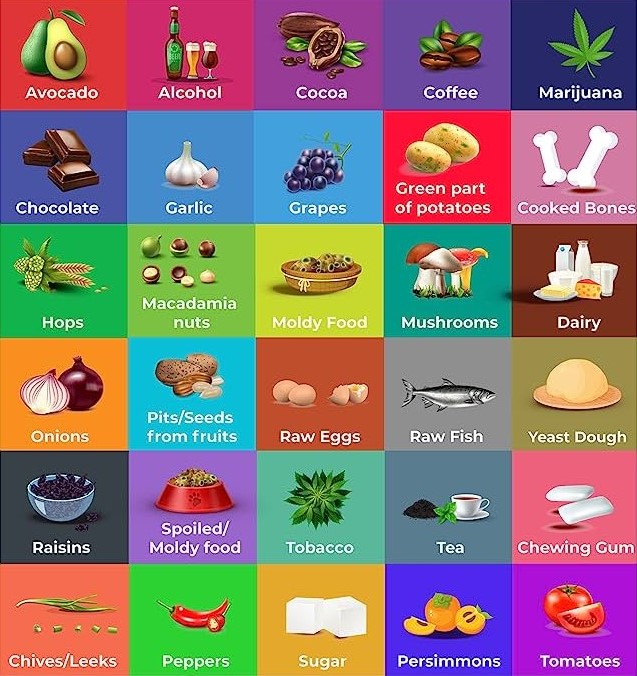 Avocado
Alcohol
Cocoa
Coffee
Marijuana
Chocolate
Garlic
Grapes
Green part
of potatoes
Cooked Bones
Hops
Macadamia
nuts
Moldy Food
Mushrooms
Dairy
Onions
Pits/Seeds
from fruits
Raw Eggs
Raw Fish
Yeast Dough
Raisins
Spoiled/
Moldy food
Tobacco
Tea
Chewing Gum
Chives/Leeks
Peppers
Sugar
Persimmons
Tomatoes